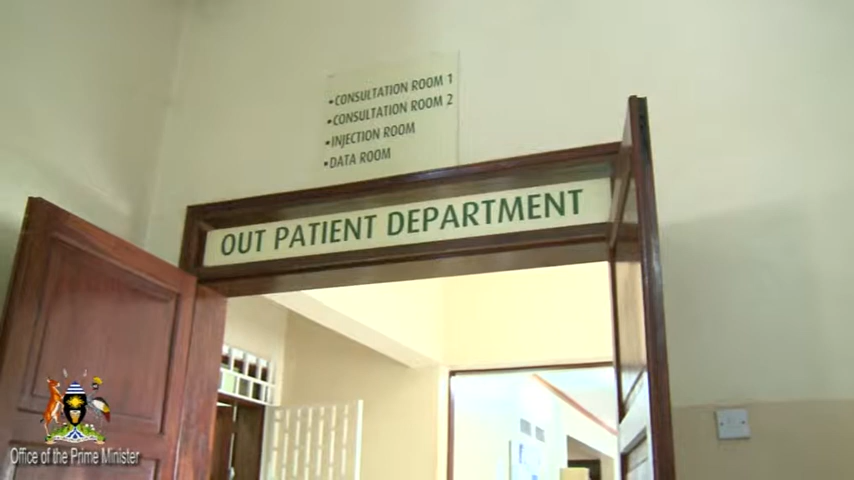 •CONSULTATION ROOM 1
•CONSULTATION ROOM 2
•INJECTION ROOM
•DATA ROOM
OUT PATIENT DEPARTMENT
Office of the Prime Minister